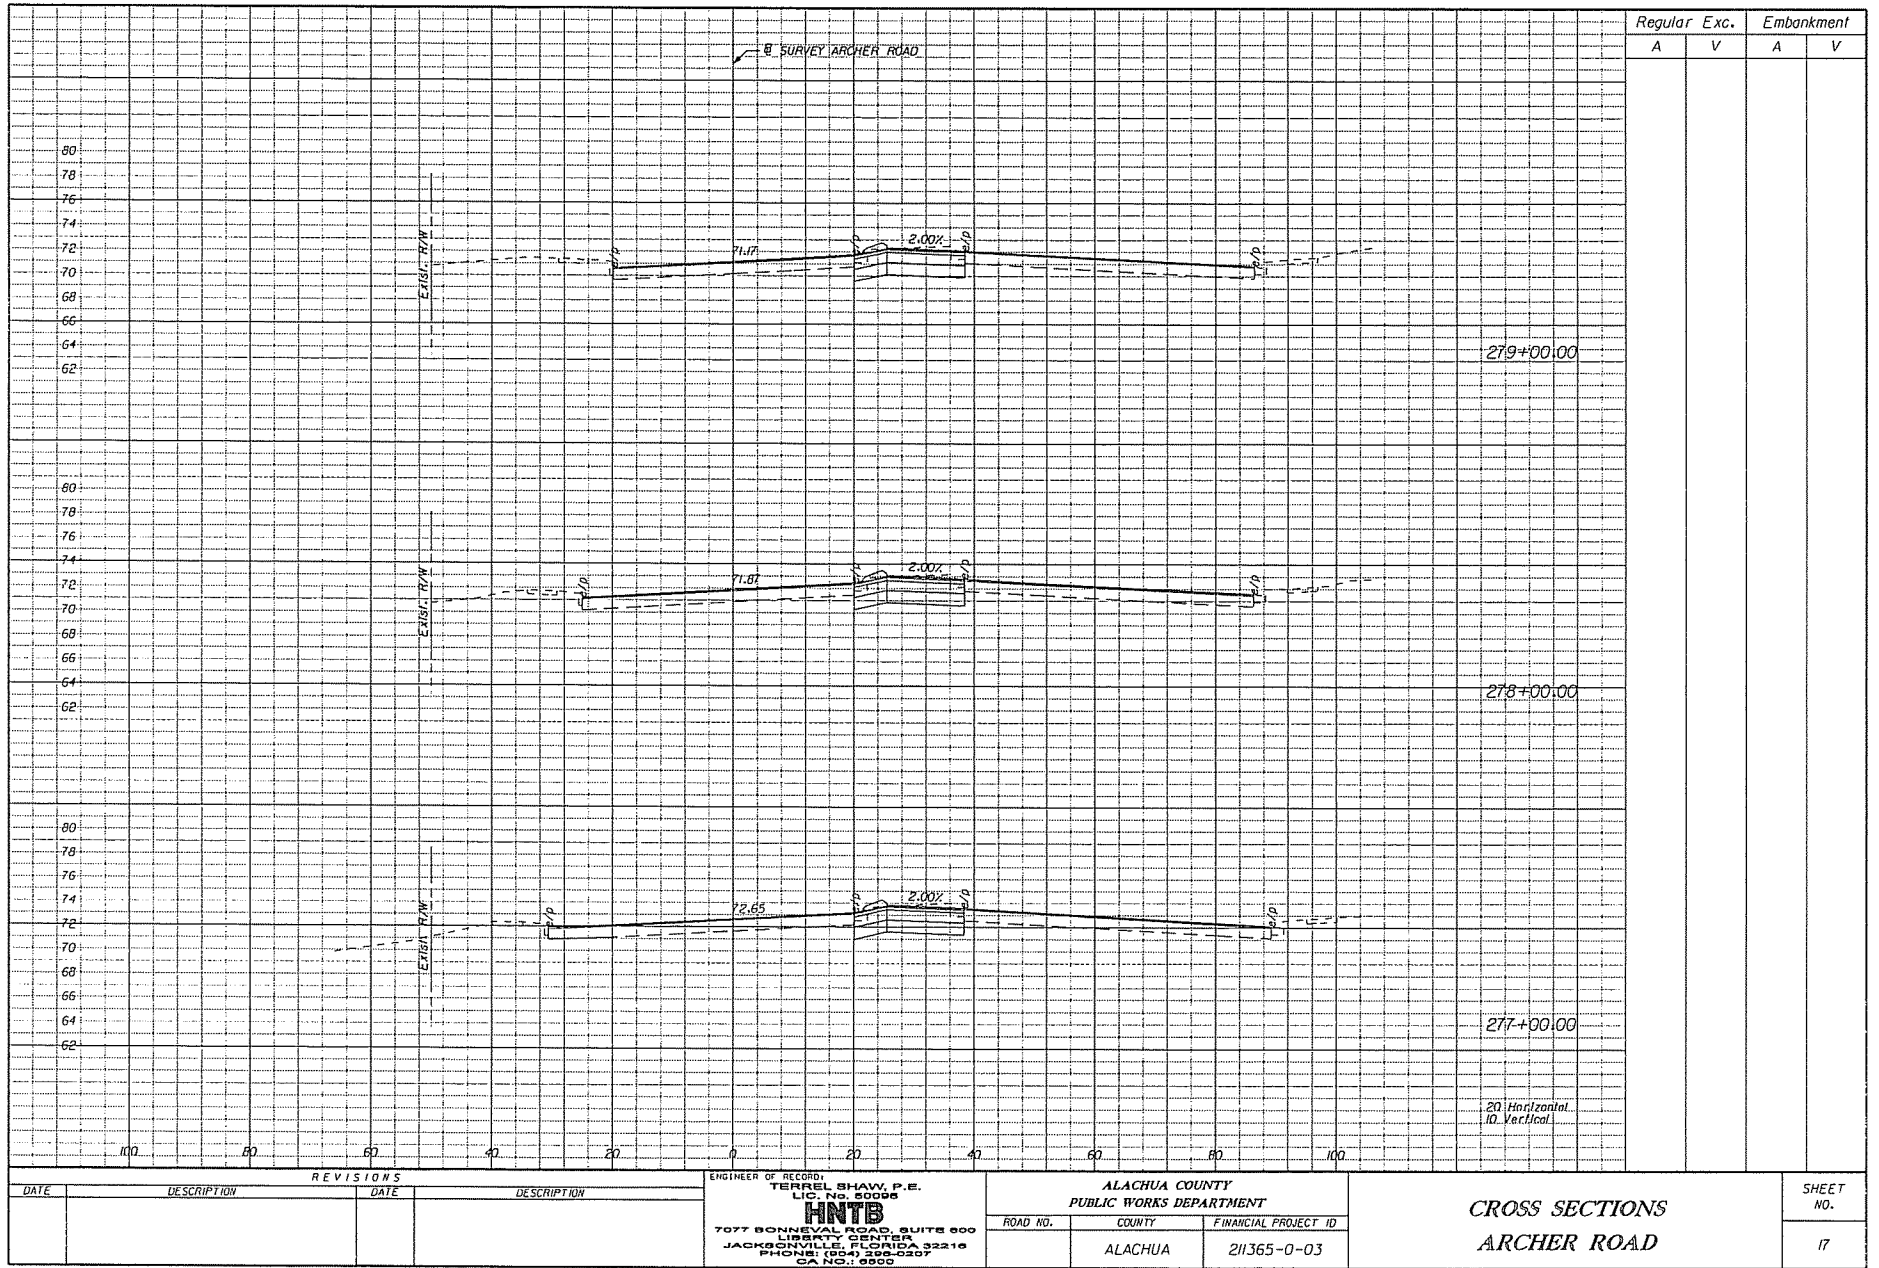 Regular Exc. Embankment
A V A V
B SURVEY ARCHER ROAD
80
78
76
74
72
70
68
66
64
62
Exist. R/W
e/p
71.17
e/p
2.00%
e/p
e/p
279+00.00
80
78
76
74
72
70
68
66
64
62
Exist. R/W
e/p
71.87
e/p
2.00%
e/p
e/p
278+00.00
80
78
76
74
72
70
68
66
64
62
Exist. R/W
e/p
72.65
e/p
2.00%
e/p
e/p
277+00.00
20 Horizontal
10 Vertical
100 80 60 40 20 0 20 40 60 80 100
REVISIONS
DATE DESCRIPTION DATE DESCRIPTION
ENGINEER OF RECORD:
TERREL SHAW, P.E.
LIC. No. 50096
HNTB
7077 BONNEVAL ROAD, SUITE 600
LIBERTY CENTER
JACKSONVILLE, FLORIDA 32216
PHONE: (904) 296-0207
CA NO.: 6500
ALACHUA COUNTY
PUBLIC WORKS DEPARTMENT
ROAD NO. COUNTY FINANCIAL PROJECT ID
ALACHUA 211365-0-03
CROSS SECTIONS
ARCHER ROAD
SHEET
NO.
17